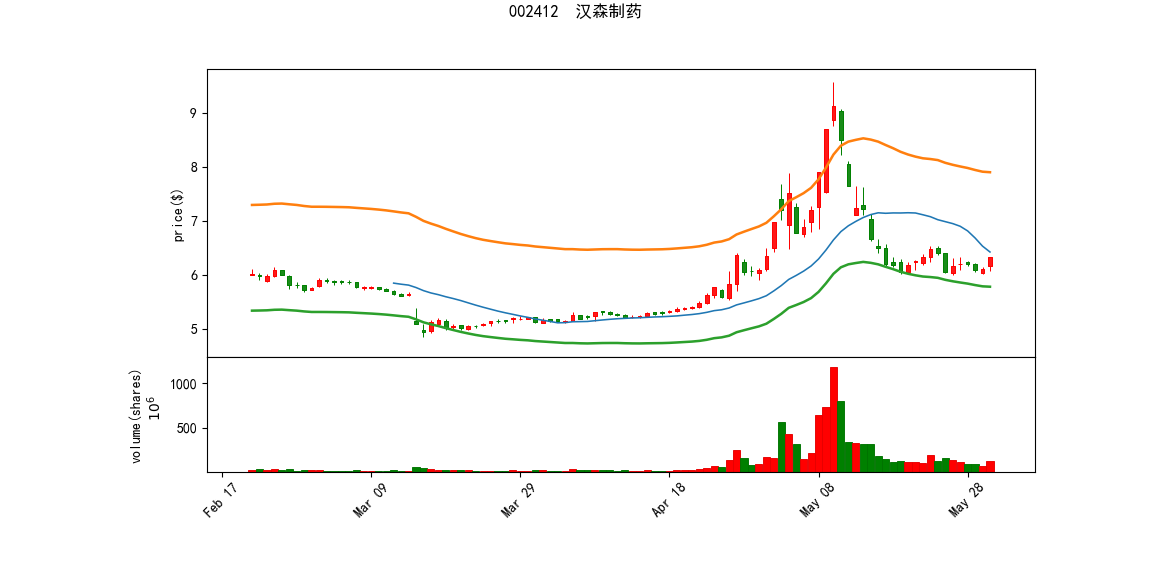 002412 汉森制药
price($)
9
8
7
6
5
volume(shares)
10^6
1000
500
Feb 17
Mar 09
Mar 29
Apr 18
May 08
May 28